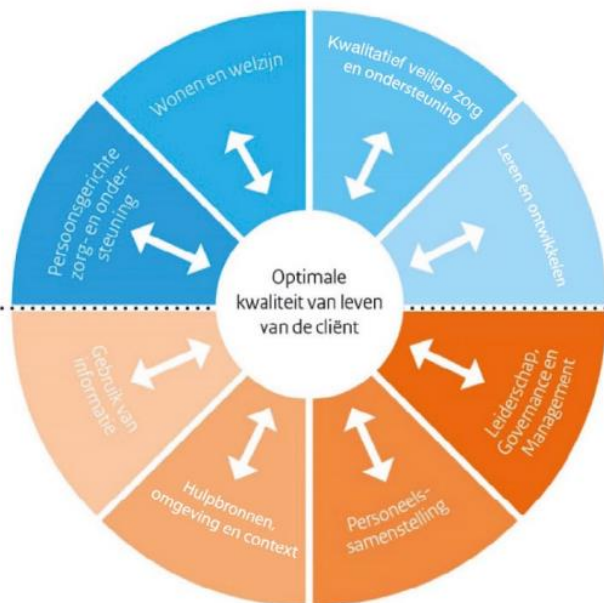 Wonen en welzijn
Kwalitatief veilige zorg
en ondersteuning
Persoonsgerichte
zorg- en onder-
steuning
Leren en ontwikkelen
Optimale
kwaliteit van leven
van de cliënt
Gebruik van
informatie
Leiderschap,
Governance en
Management
Hulpbronnen,
omgeving en context
Personeels-
samenstelling